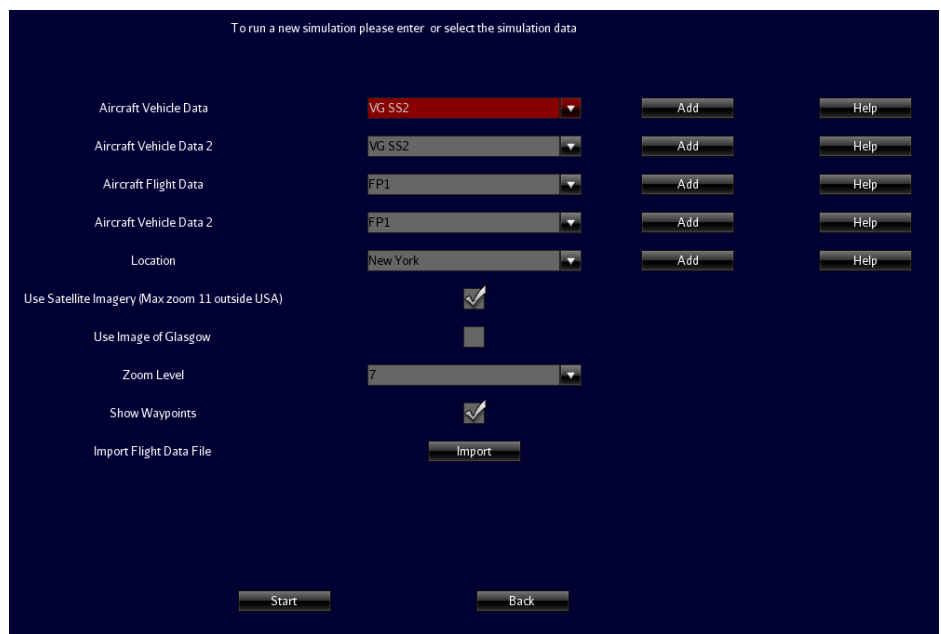 To run a new simulation please enter or select the simulation data
Aircraft Vehicle Data VG SS2 Add Help
Aircraft Vehicle Data 2 VG SS2 Add Help
Aircraft Flight Data FP1 Add Help
Aircraft Vehicle Data 2 FP1 Add Help
Location New York Add Help
Use Satellite Imagery (Max zoom 11 outside USA)
Use Image of Glasgow
Zoom Level 7
Show Waypoints
Import Flight Data File Import
Start Back